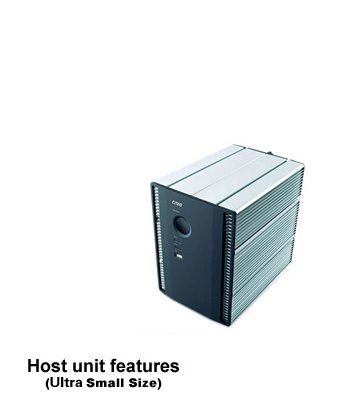 Host unit features
(Ultra Small Size)